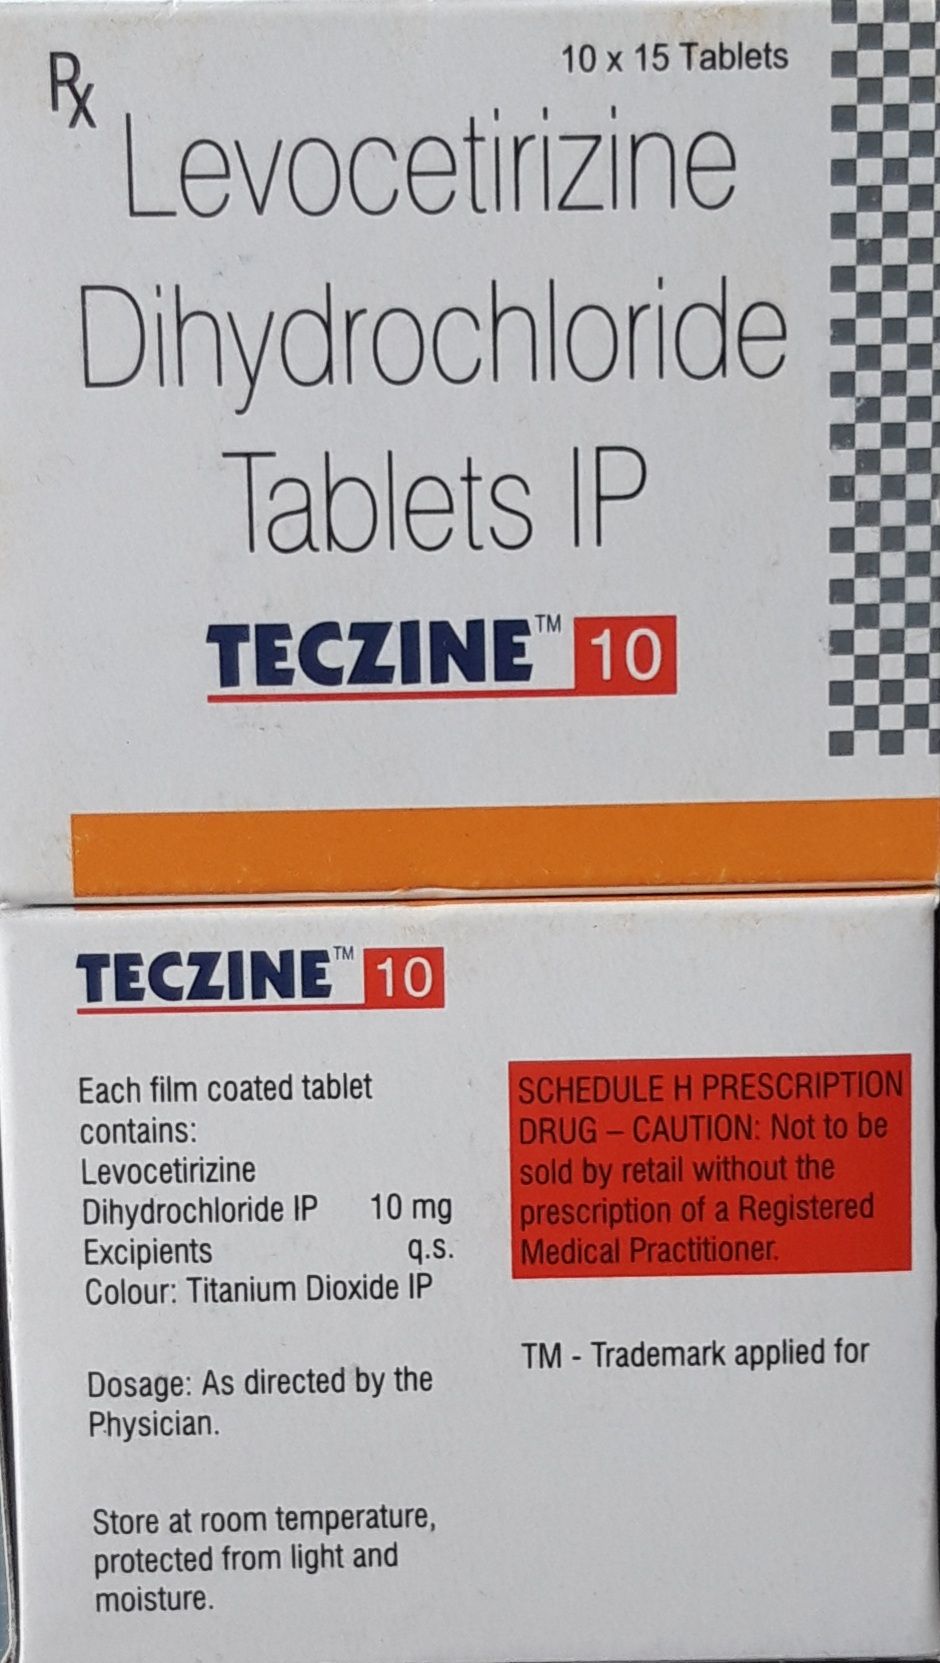 Rx
10 x 15 Tablets
Levocetirizine
Dihydrochloride
Tablets IP
TECZINE™ 10
TECZINE™ 10
Each film coated tablet
contains:
Levocetirizine
Dihydrochloride IP 10 mg
Excipients q.s.
Colour: Titanium Dioxide IP
Dosage: As directed by the
Physician.
Store at room temperature,
protected from light and
moisture.
SCHEDULE H PRESCRIPTION
DRUG – CAUTION: Not to be
sold by retail without the
prescription of a Registered
Medical Practitioner.
TM - Trademark applied for